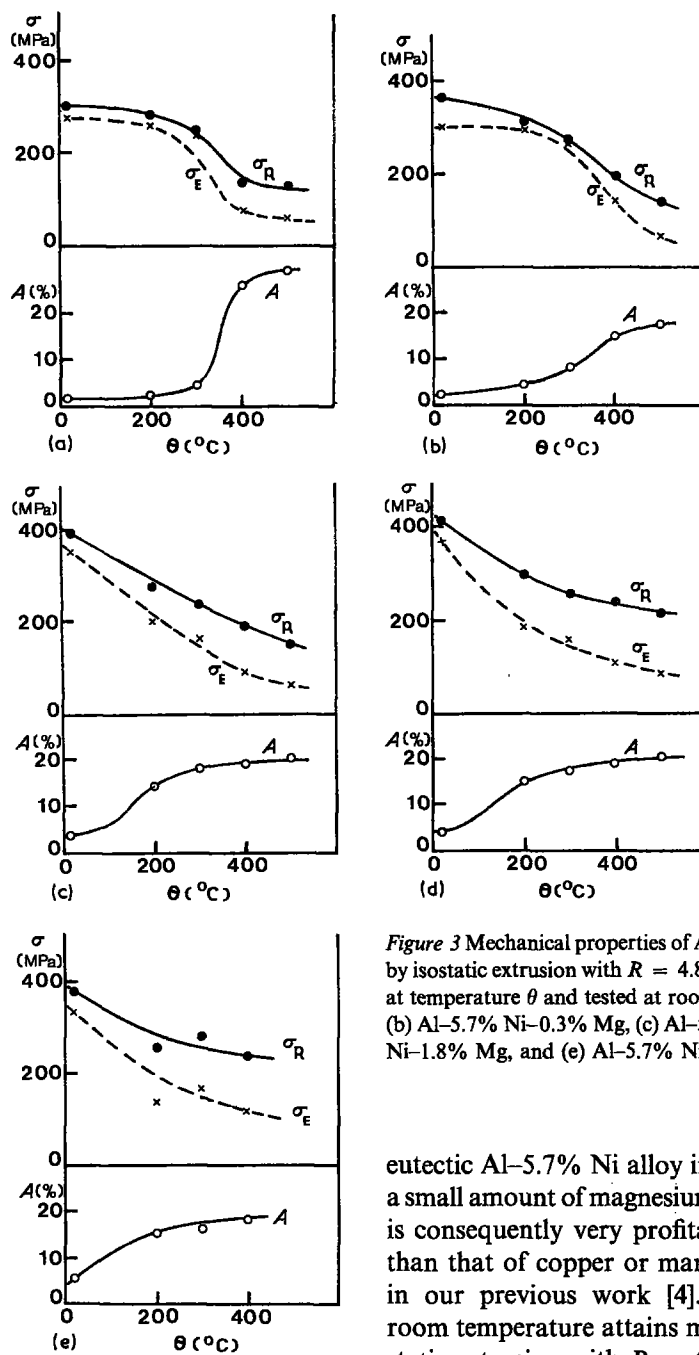 σ
(MPa)
400
200
0
σR
σE
A(%)
20
10
0
A
0 200 400
(a) θ(°C)
σ
(MPa)
400
200
0
σR
σE
A(%)
20
10
0
A
0 200 400
(b) θ(°C)
σ
(MPa)
400
200
0
σR
σE
A(%)
20
10
0
A
0 200 400
(c) θ(°C)
σ
(MPa)
400
200
0
σR
σE
A(%)
20
10
0
A
0 200 400
(d) θ(°C)
σ
(MPa)
400
200
0
σR
σE
A(%)
20
10
0
A
0 200 400
(e) θ(°C)
Figure 3 Mechanical properties of
by isostatic extrusion with R = 4.8
at temperature θ and tested at
(b) Al–5.7% Ni–0.3% Mg, (c)
Ni–1.8% Mg, and (e) Al–5.7%
eutectic Al–5.7% Ni alloy
a small amount of
is consequently very
than that of copper or
in our previous work [4].
room temperature attains